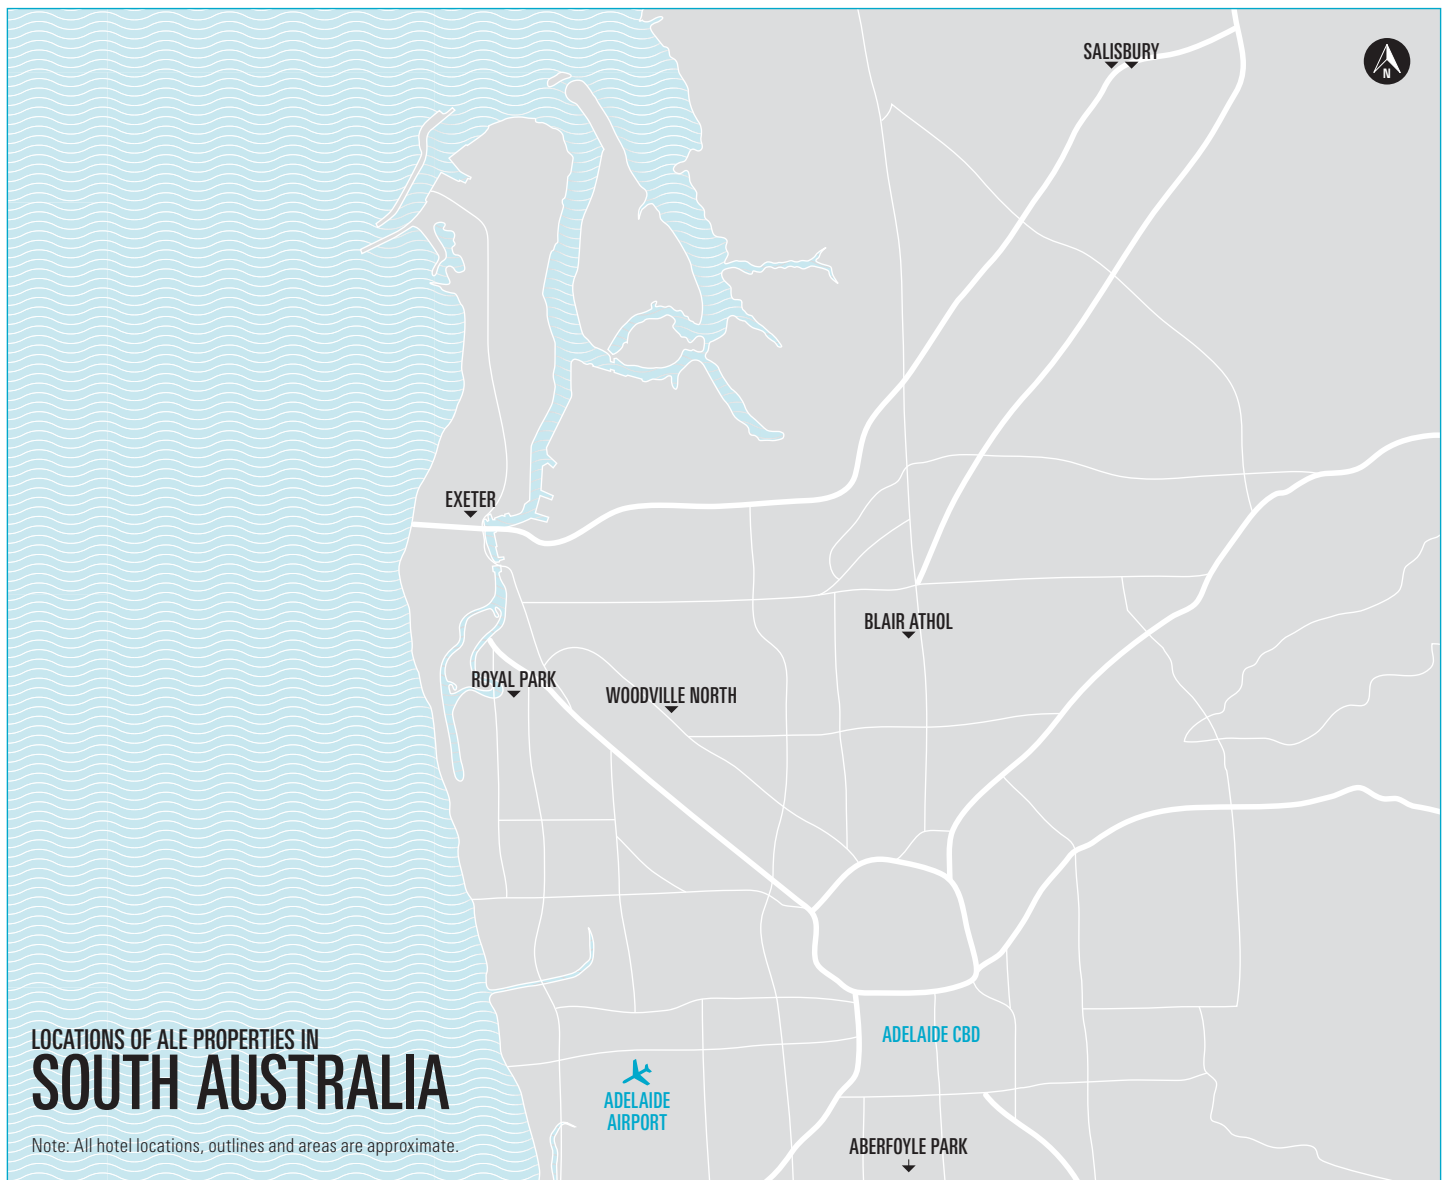 SALISBURY
N
EXETER
BLAIR ATHOL
ROYAL PARK
WOODVILLE NORTH
LOCATIONS OF ALE PROPERTIES IN
SOUTH AUSTRALIA
Note: All hotel locations, outlines and areas are approximate.
ADELAIDE CBD
ADELAIDE
AIRPORT
ABERFOYLE PARK